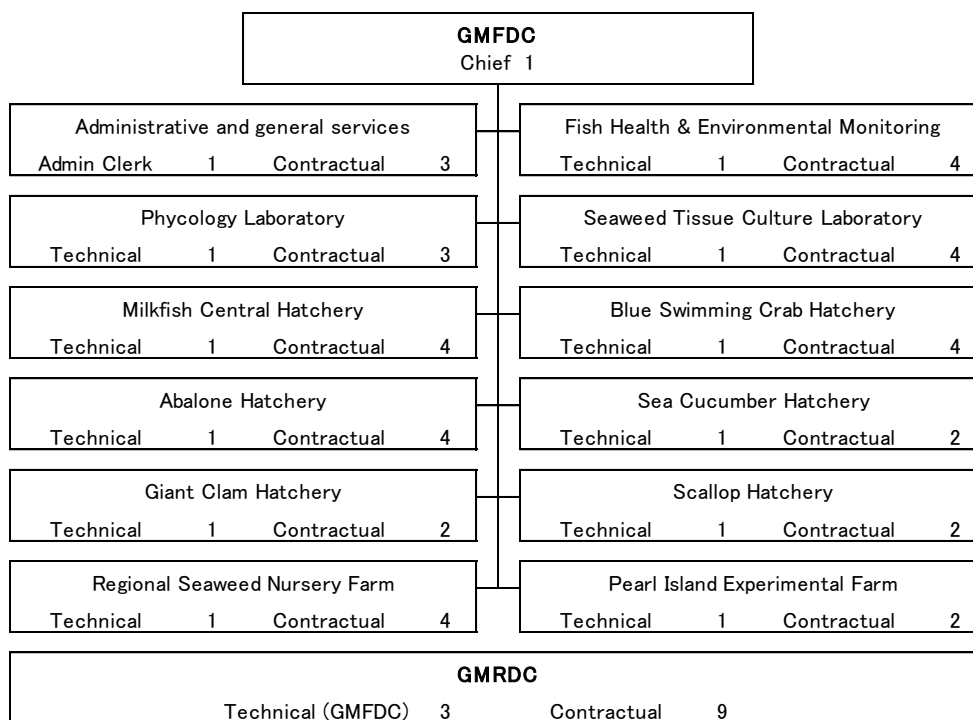 GMFDC
Chief 1
Administrative and general services
Admin Clerk 1 Contractual 3
Fish Health & Environmental Monitoring
Technical 1 Contractual 4
Phycology Laboratory
Technical 1 Contractual 3
Seaweed Tissue Culture Laboratory
Technical 1 Contractual 4
Milkfish Central Hatchery
Technical 1 Contractual 4
Blue Swimming Crab Hatchery
Technical 1 Contractual 4
Abalone Hatchery
Technical 1 Contractual 4
Sea Cucumber Hatchery
Technical 1 Contractual 2
Giant Clam Hatchery
Technical 1 Contractual 2
Scallop Hatchery
Technical 1 Contractual 2
Regional Seaweed Nursery Farm
Technical 1 Contractual 4
Pearl Island Experimental Farm
Technical 1 Contractual 2
GMRDC
Technical (GMFDC) 3 Contractual 9